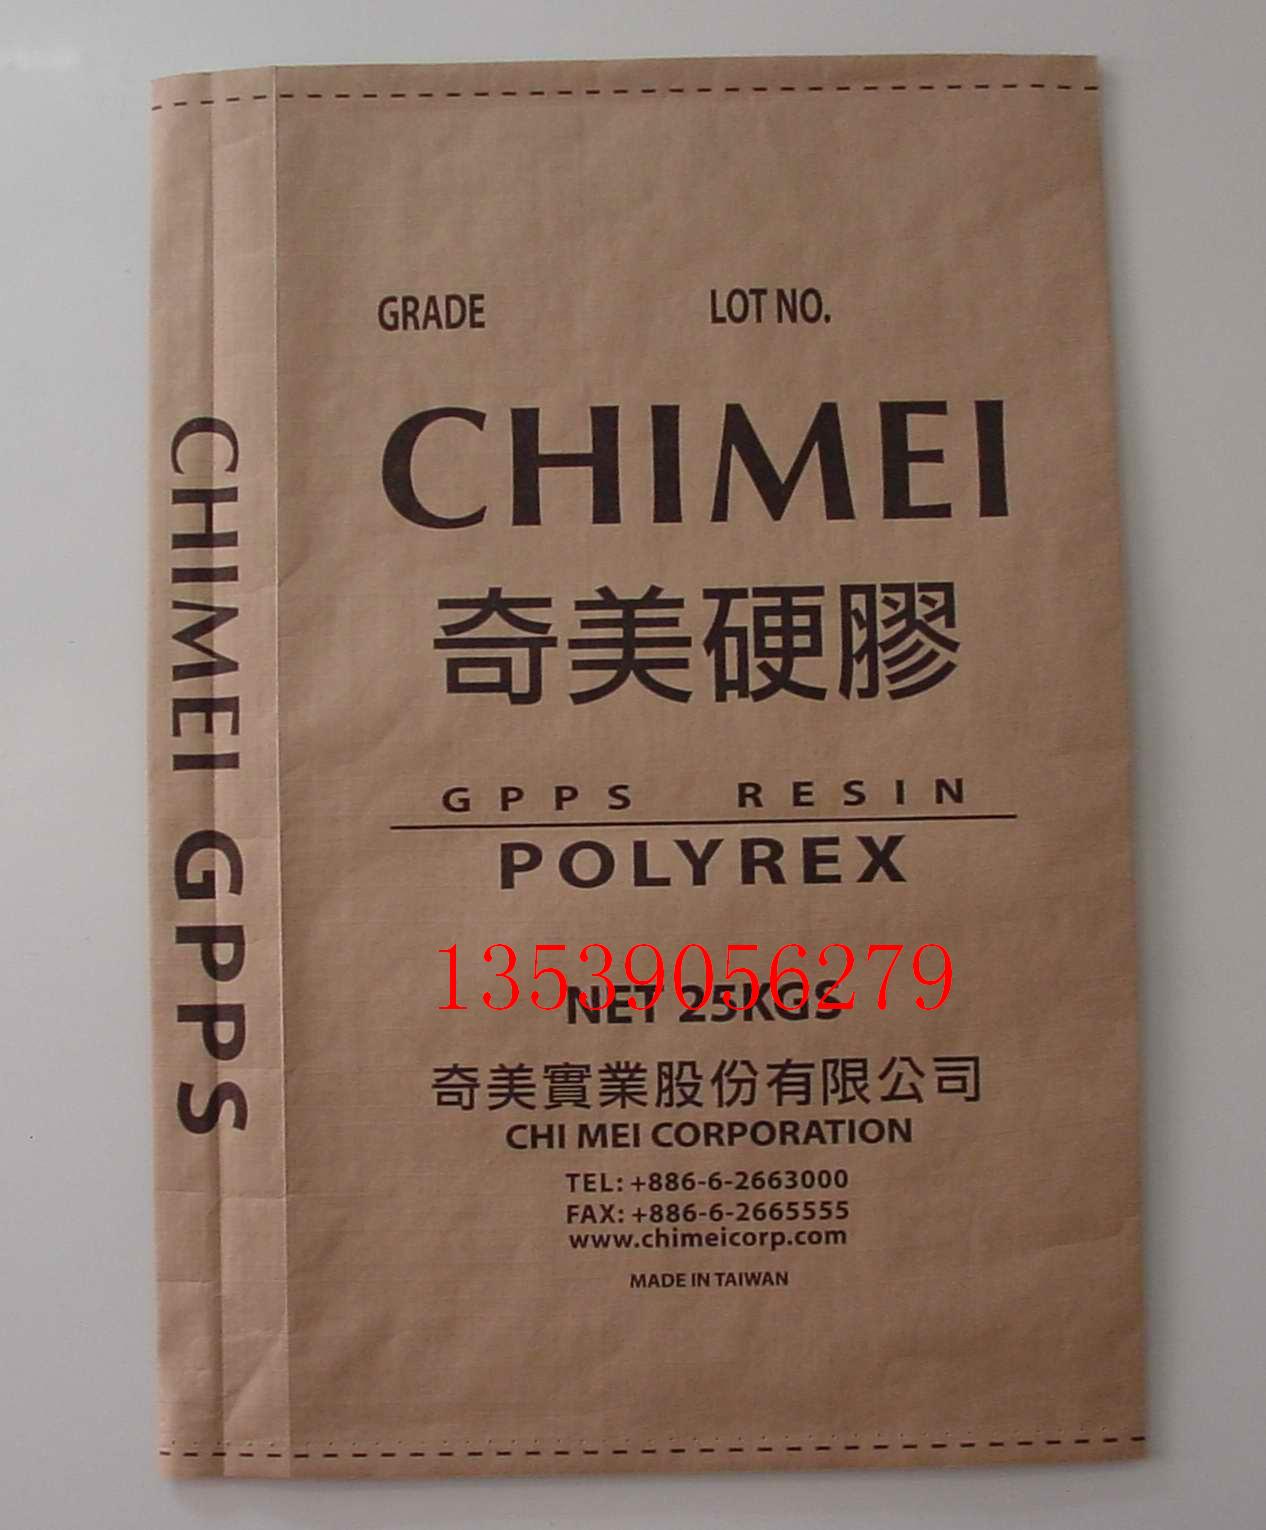 GRADE LOT NO.
CHIMEI
奇美硬膠
GPPS RESIN
POLYREX
13539056279
NET 25KGS
奇美實業股份有限公司
CHI MEI CORPORATION
TEL: +886-6-2663000
FAX: +886-6-2665555
www.chimeicorp.com
MADE IN TAIWAN
CHIMEI GPPS